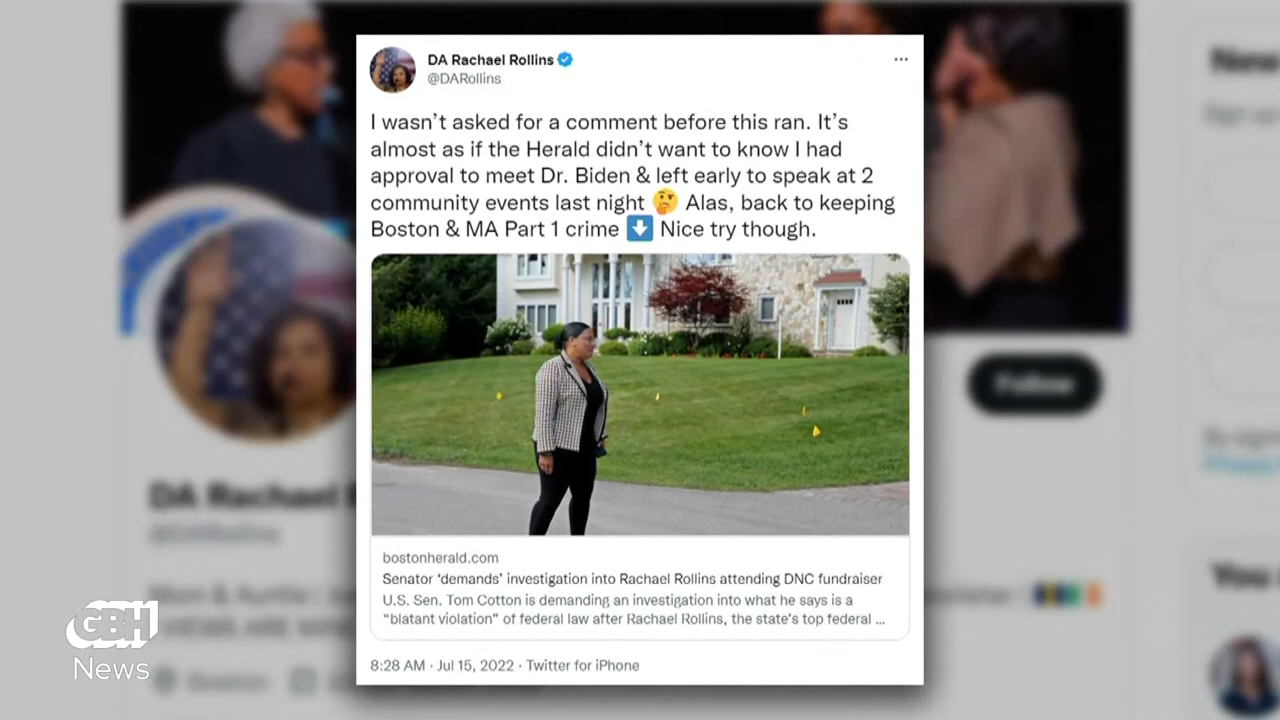 DA Rachael Rollins
@DARollins
I wasn't asked for a comment before this ran. It's
almost as if the Herald didn't want to know I had
approval to meet Dr. Biden & left early to speak at 2
community events last night 🤔 Alas, back to keeping
Boston & MA Part 1 crime ⬇️ Nice try though.
bostonherald.com
Senator ‘demands’ investigation into Rachael Rollins attending DNC fundraiser
U.S. Sen. Tom Cotton is demanding an investigation into what he says is a
“blatant violation” of federal law after Rachael Rollins, the state's top federal ...
8:28 AM · Jul 15, 2022 · Twitter for iPhone
DA Rachael
Follow
New
You
GBH
News